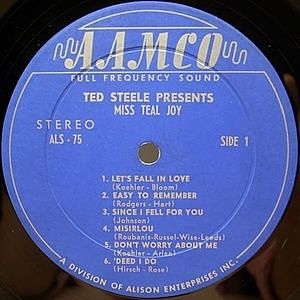 AAMCO
FULL FREQUENCY SOUND
TED STEELE PRESENTS
MISS TEAL JOY
STEREO
ALS - 75
SIDE 1
1. LET'S FALL IN LOVE
(Koehler - Bloom)
2. EASY TO REMEMBER
(Rodgers - Hart)
3. SINCE I FELL FOR YOU
(Johnson)
4. MISIRLOU
(Roubanis-Russel-Wise-Leeds)
5. DON'T WORRY ABOUT ME
(Koehler - Arlen)
6. 'DEED I DO
(Hirsch - Rose)
A DIVISION OF ALISON ENTERPRISES INC.